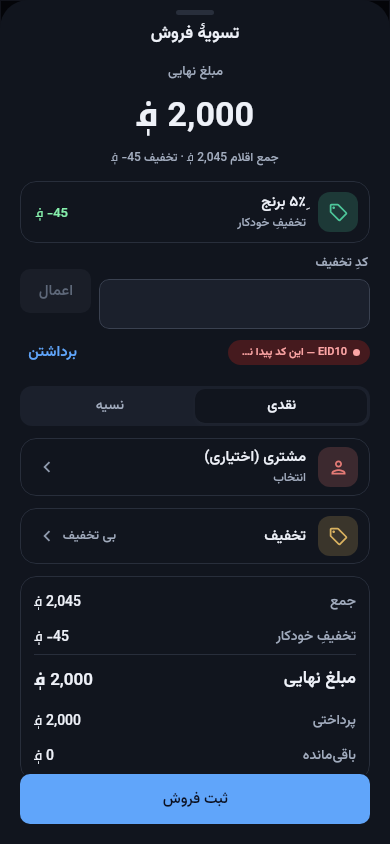 تسویهٔ فروش
مبلغ نهایی
2,000 ؋
جمع اقلام 2,045 ؋ · تخفیف 45- ؋
۵٪ برنج
تخفیفِ خودکار
45- ؋
کدِ تخفیف
اعمال
EID10 — این کد پیدا نـ…
برداشتن
نقدی
نسیه
مشتری (اختیاری)
انتخاب
تخفیف
بی تخفیف
جمع
2,045 ؋
تخفیفِ خودکار
45- ؋
مبلغ نهایی
2,000 ؋
پرداختی
2,000 ؋
باقی‌مانده
0 ؋
ثبت فروش